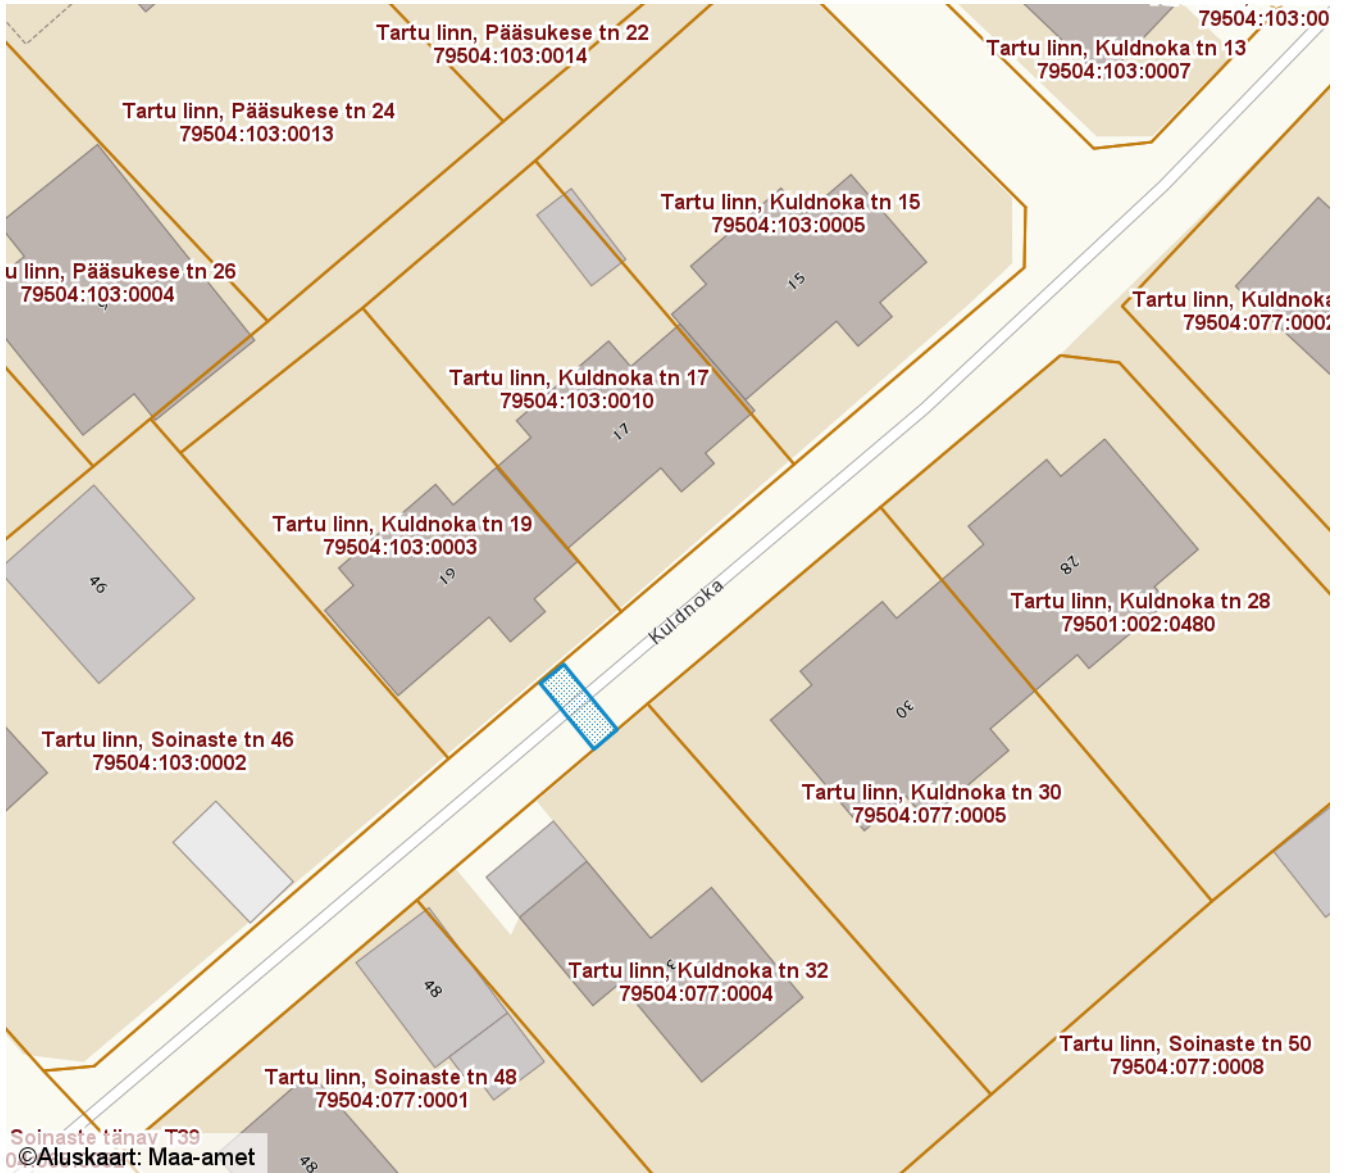 79504:103:00
Tartu linn, Pääsukese tn 22
79504:103:0014
Tartu linn, Kuldnoka tn 13
79504:103:0007
Tartu linn, Pääsukese tn 24
79504:103:0013
Tartu linn, Kuldnoka tn 15
79504:103:0005
15
u linn, Pääsukese tn 26
79504:103:0004
Tartu linn, Kuldnoka
79504:077:0002
Tartu linn, Kuldnoka tn 17
79504:103:0010
17
Tartu linn, Kuldnoka tn 19
79504:103:0003
19
46
28
Tartu linn, Kuldnoka tn 28
79501:002:0480
Kuldnoka
30
Tartu linn, Soinaste tn 46
79504:103:0002
Tartu linn, Kuldnoka tn 30
79504:077:0005
Tartu linn, Kuldnoka tn 32
79504:077:0004
48
Tartu linn, Soinaste tn 50
79504:077:0008
Tartu linn, Soinaste tn 48
79504:077:0001
Soinaste tänav T39
©Aluskaart: Maa-amet
48